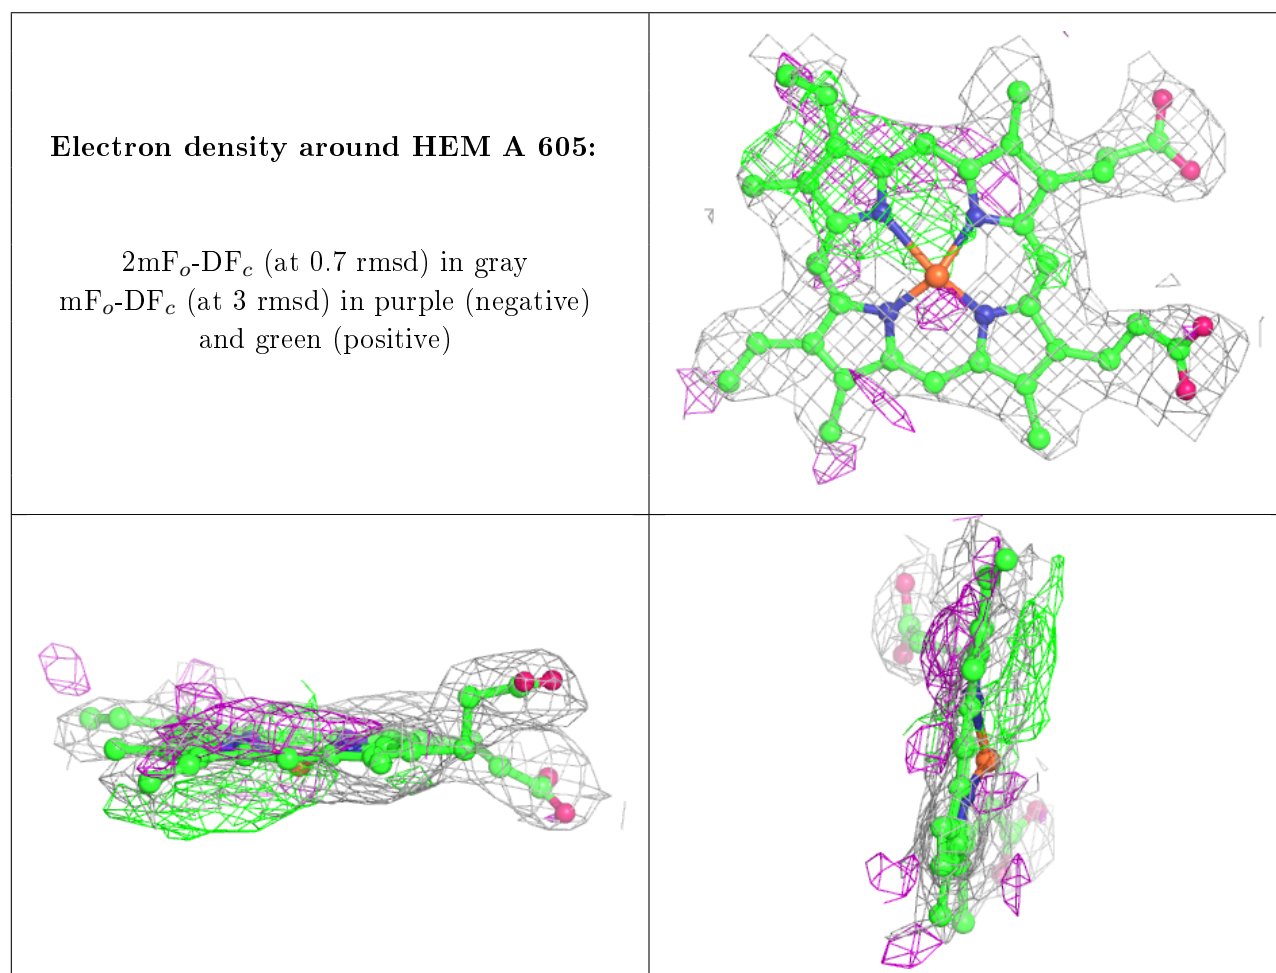 Electron density around HEM A 605:
2mFₒ-DF𝒸 (at 0.7 rmsd) in gray
mFₒ-DF𝒸 (at 3 rmsd) in purple (negative)
and green (positive)